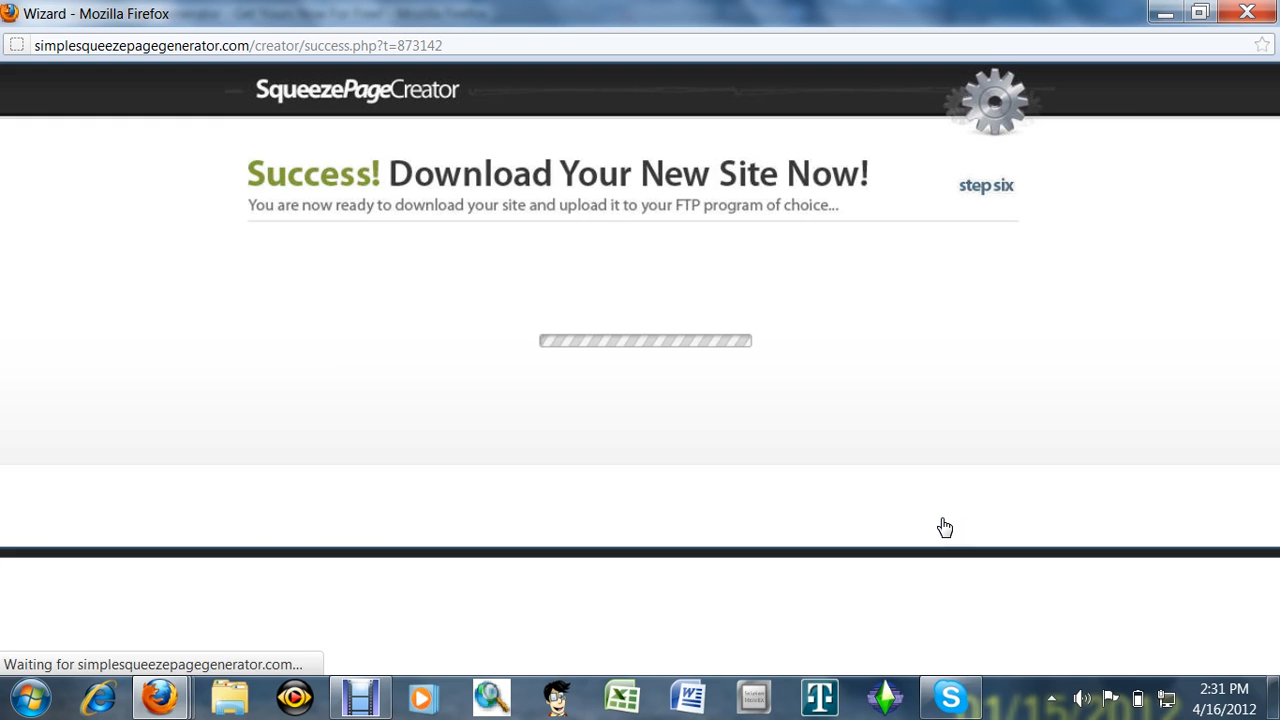 Wizard - Mozilla Firefox
simplesqueezepagegenerator.com/creator/success.php?t=873142
SqueezePageCreator
Success! Download Your New Site Now!
step six
You are now ready to download your site and upload it to your FTP program of choice...
Waiting for simplesqueezepagegenerator.com...
2:31 PM
4/16/2012